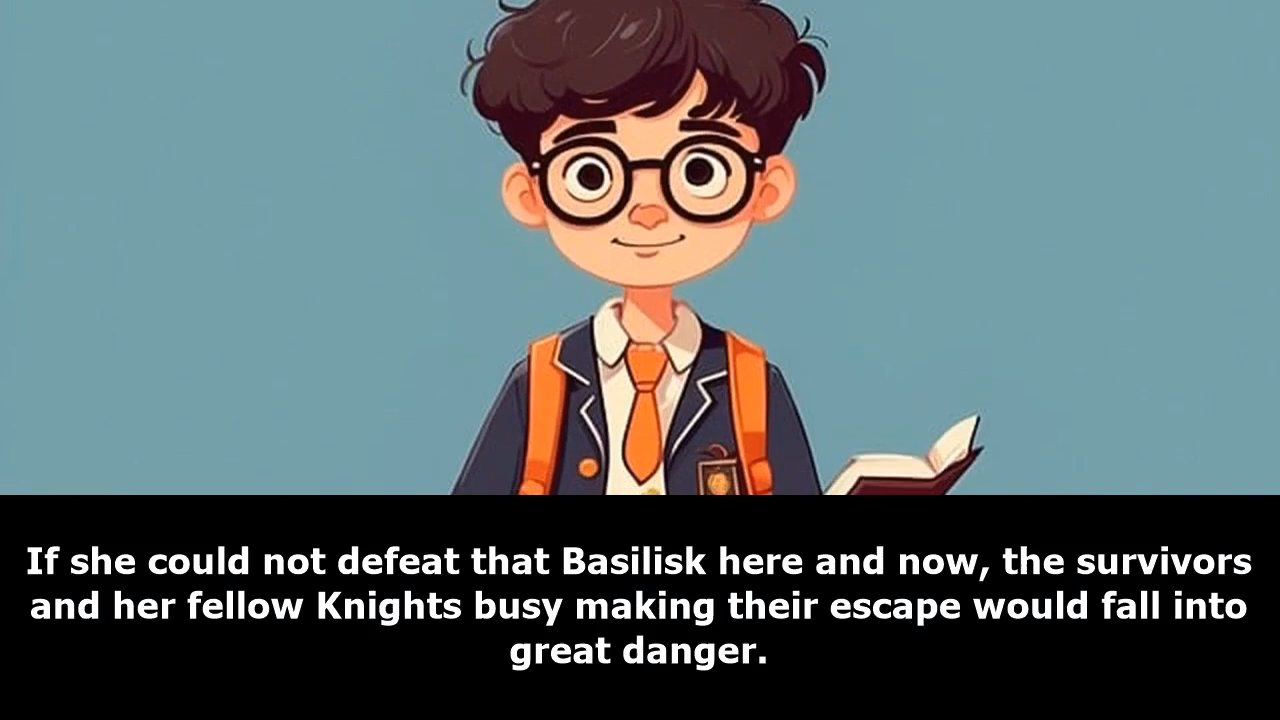 If she could not defeat that Basilisk here and now, the survivors
and her fellow Knights busy making their escape would fall into
great danger.